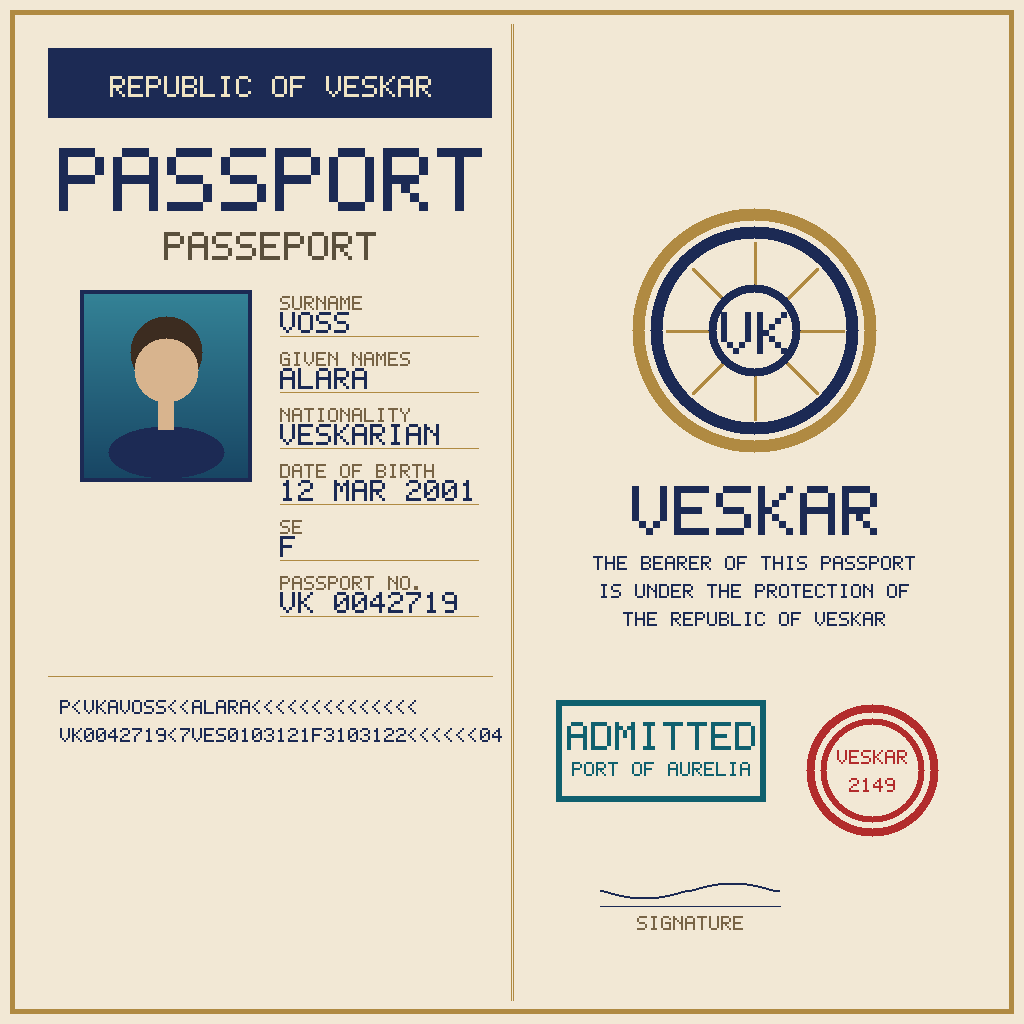 REPUBLIC OF VESKAR
PASSPORT
PASSEPORT
SURNAME
VOSS
GIVEN NAMES
ALARA
NATIONALITY
VESKARIAN
DATE OF BIRTH
12 MAR 2001
SE
F
PASSPORT NO.
VK 0042719
P<VKAVOSS<<ALARA<<<<<<<<<<<<<<
VK0042719<7VES0103121F3103122<<<<<<04
VK
VESKAR
THE BEARER OF THIS PASSPORT
IS UNDER THE PROTECTION OF
THE REPUBLIC OF VESKAR
ADMITTED
PORT OF AURELIA
VESKAR
2149
SIGNATURE